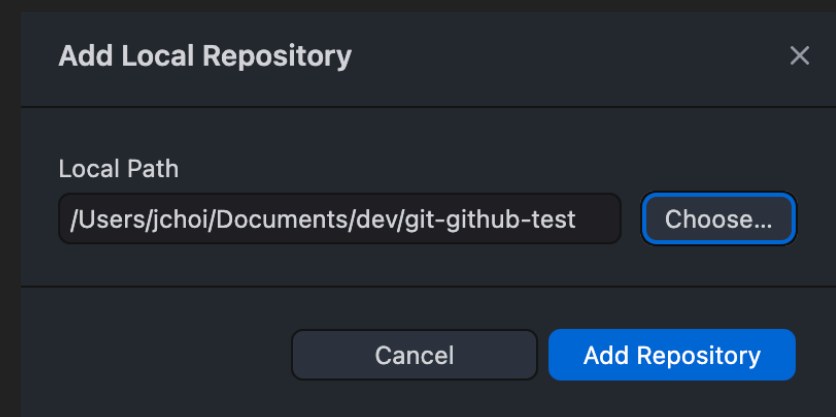 Add Local Repository
Local Path
/Users/jchoi/Documents/dev/git-github-test
Choose...
Cancel
Add Repository